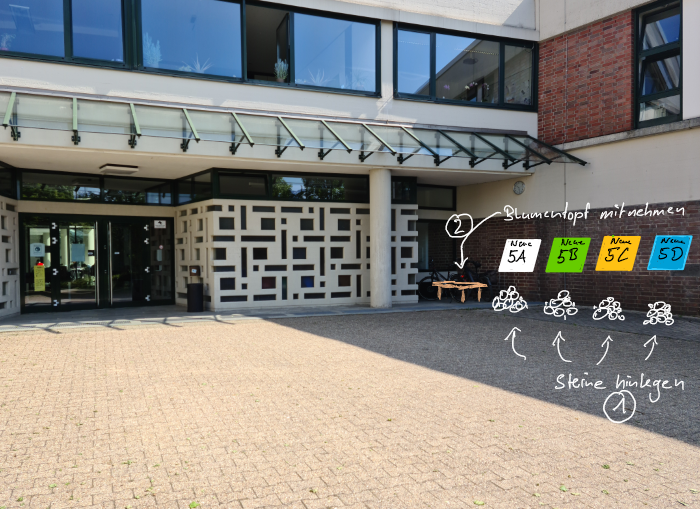 ② Blumentopf mitnehmen
Neue 5A
Neue 5B
Neue 5C
Neue 5D
Steine hinlegen
①